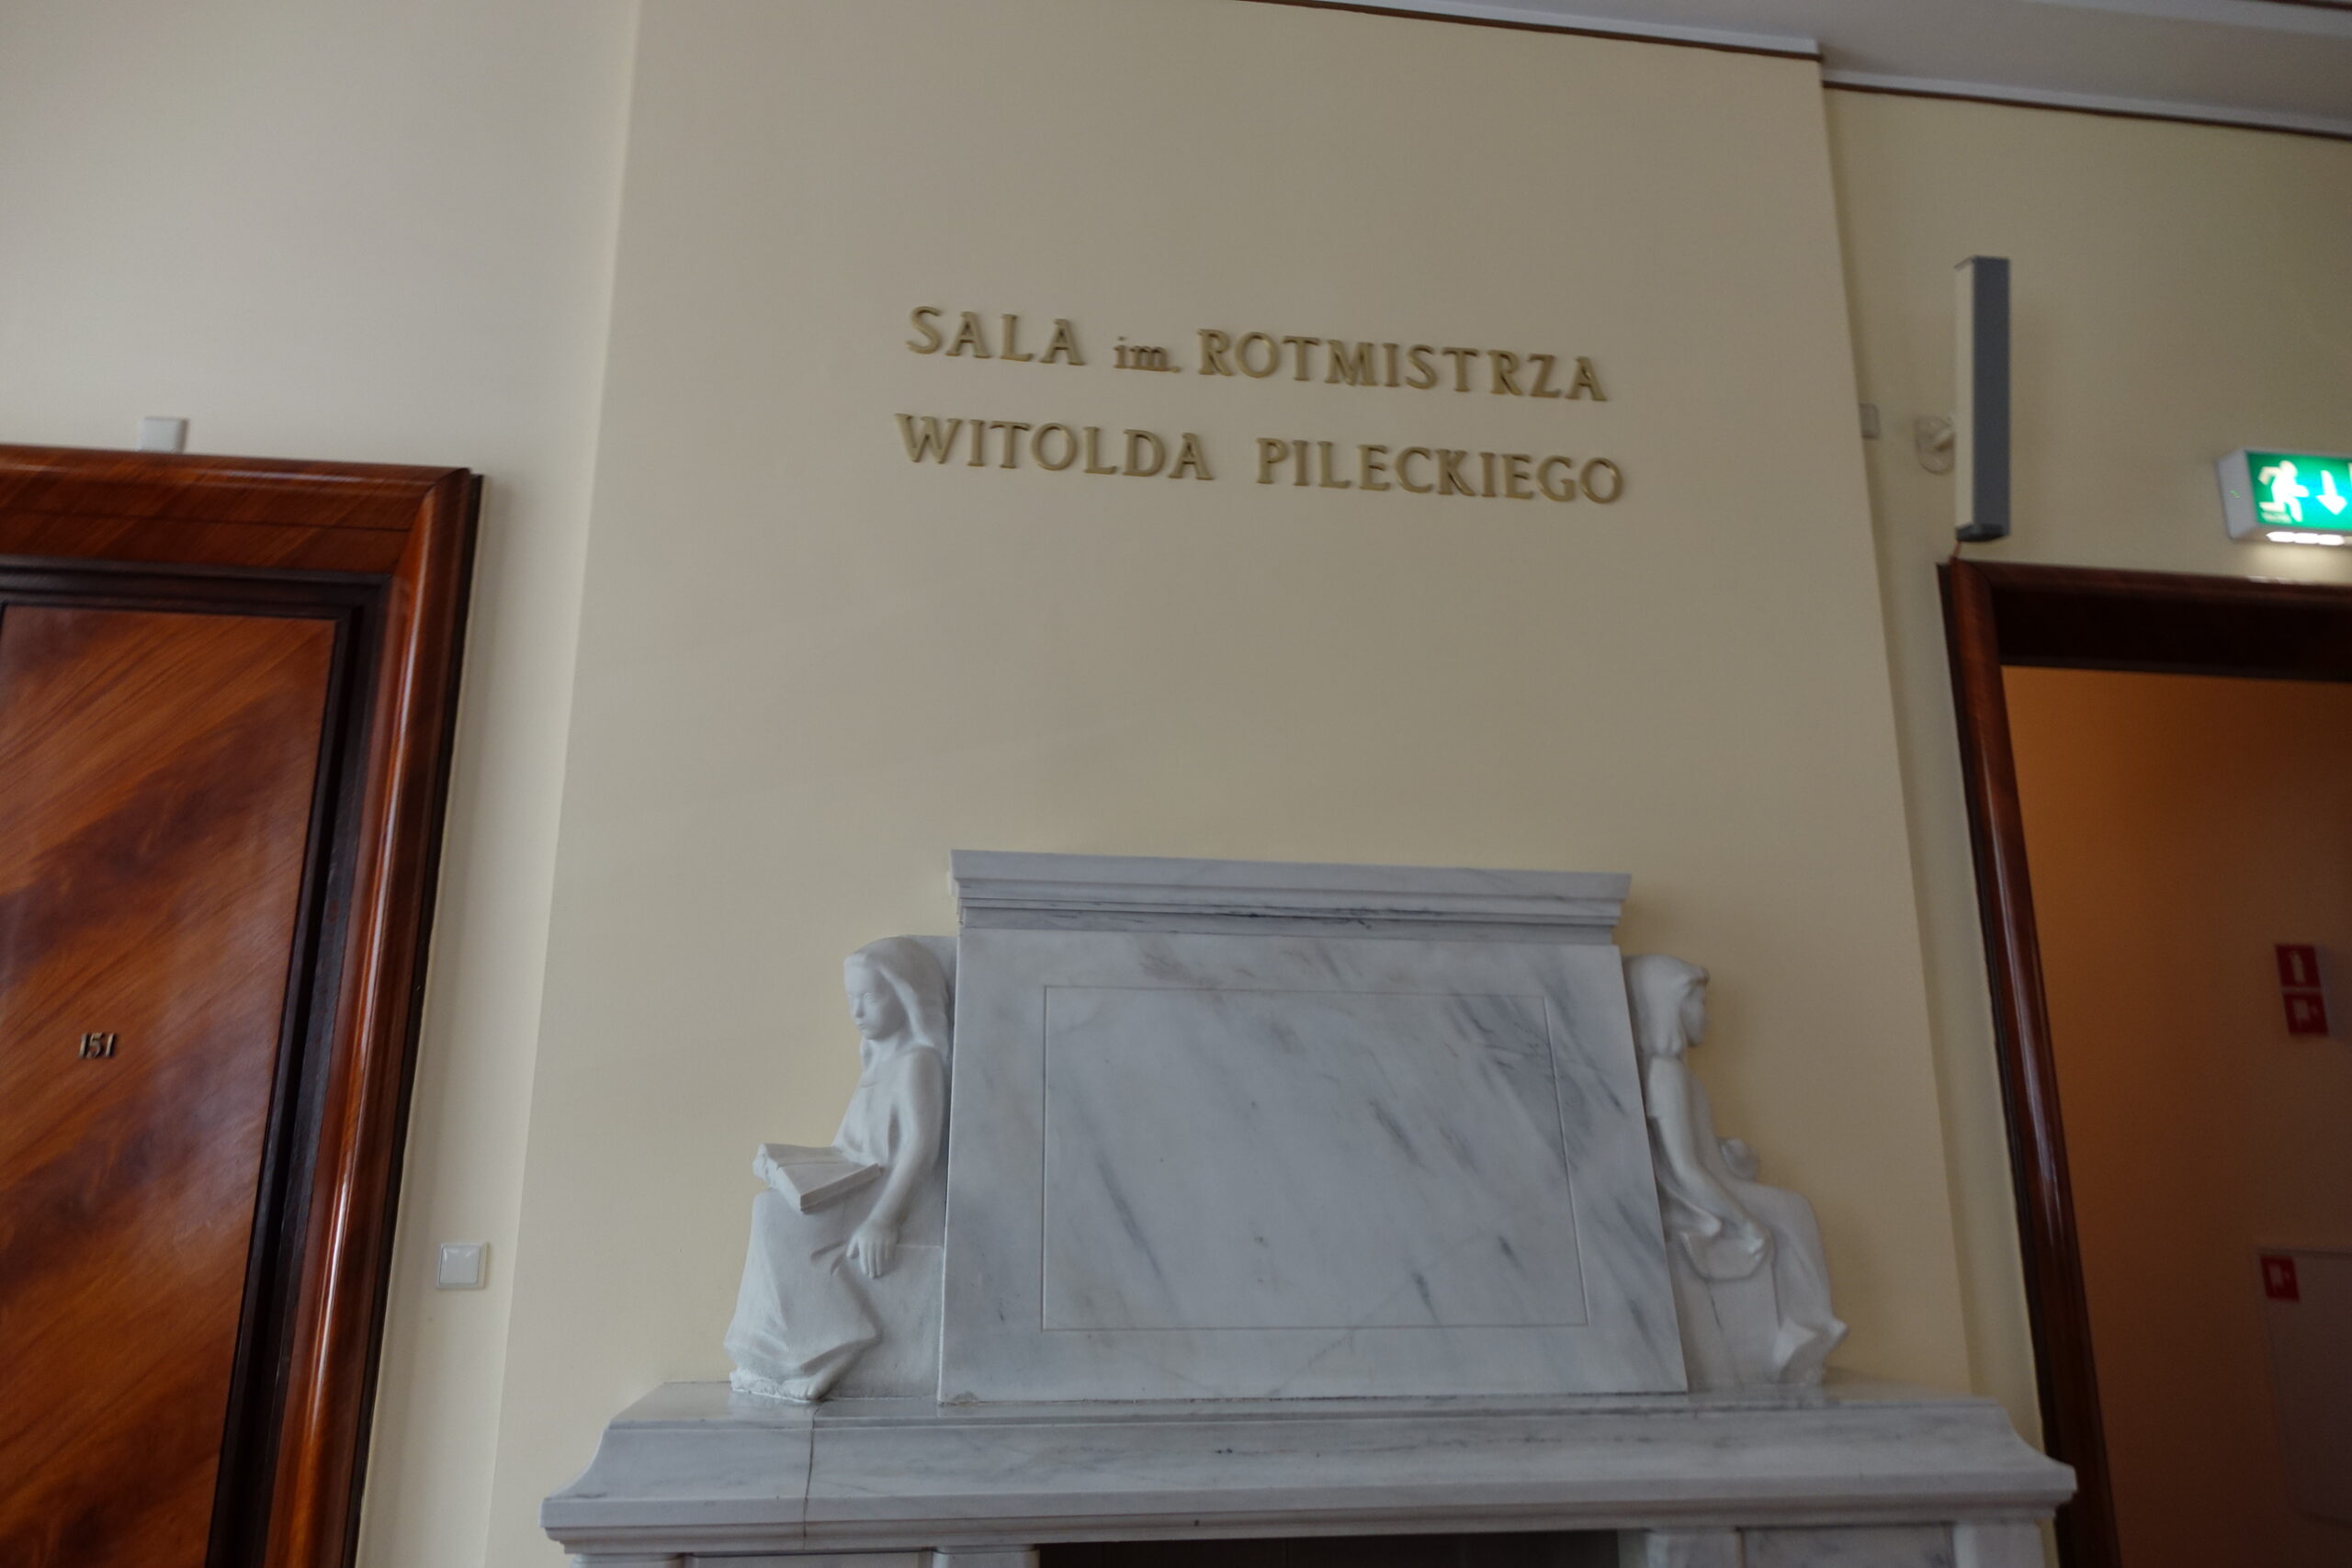 SALA im. ROTMISTRZA
WITOLDA PILECKIEGO
151